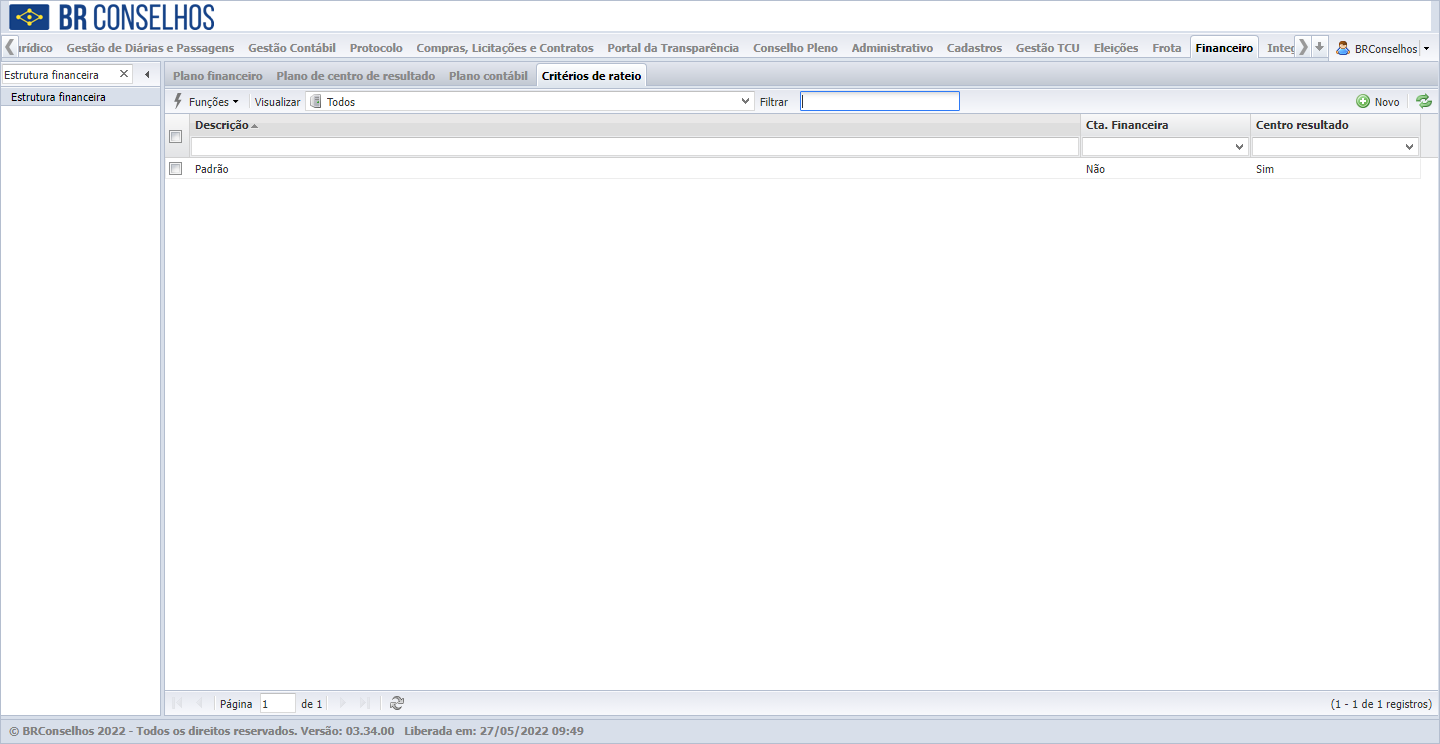 BR CONSELHOS
urídico Gestão de Diárias e Passagens Gestão Contábil Protocolo Compras, Licitações e Contratos Portal da Transparência Conselho Pleno Administrativo Cadastros Gestão TCU Eleições Frota Financeiro Integ BRConselhos
Estrutura financeira
Plano financeiro Plano de centro de resultado Plano contábil Critérios de rateio
Estrutura financeira
Funções Visualizar Todos Filtrar Novo
Descrição Cta. Financeira Centro resultado
Padrão Não Sim
Página 1 de 1 (1 - 1 de 1 registros)
© BRConselhos 2022 - Todos os direitos reservados. Versão: 03.34.00 Liberada em: 27/05/2022 09:49